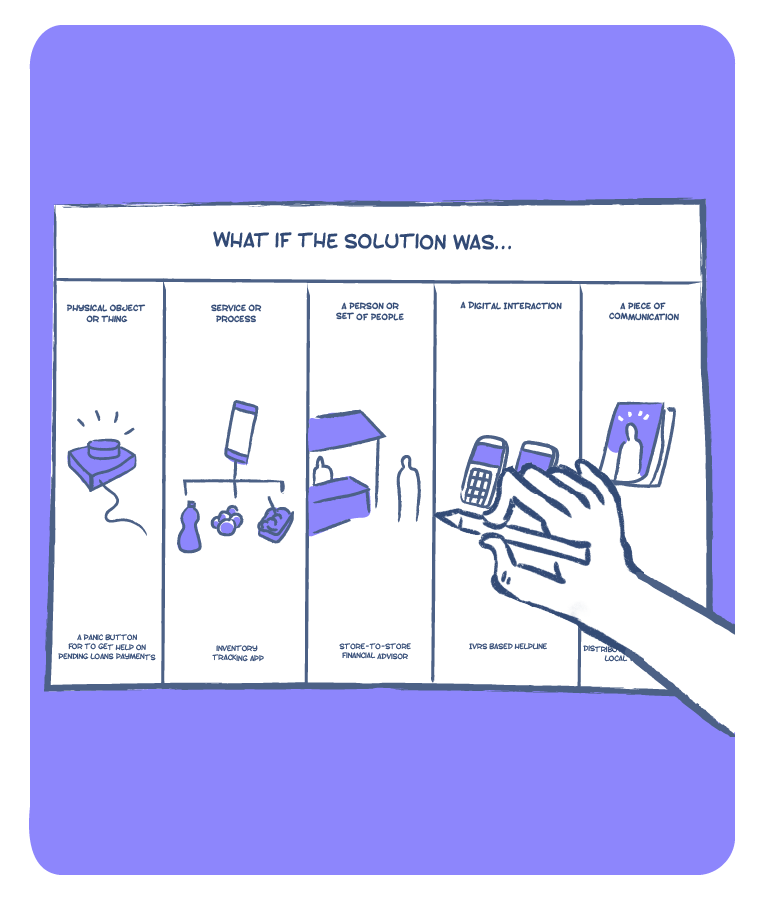 WHAT IF THE SOLUTION WAS...
PHYSICAL OBJECT
OR THING
SERVICE OR
PROCESS
A PERSON OR
SET OF PEOPLE
A DIGITAL INTERACTION
A PIECE OF
COMMUNICATION
A PANIC BUTTON
FOR TO GET HELP ON
PENDING LOANS PAYMENTS
INVENTORY
TRACKING APP
STORE-TO-STORE
FINANCIAL ADVISOR
IVRS BASED HELPLINE
LOCAL